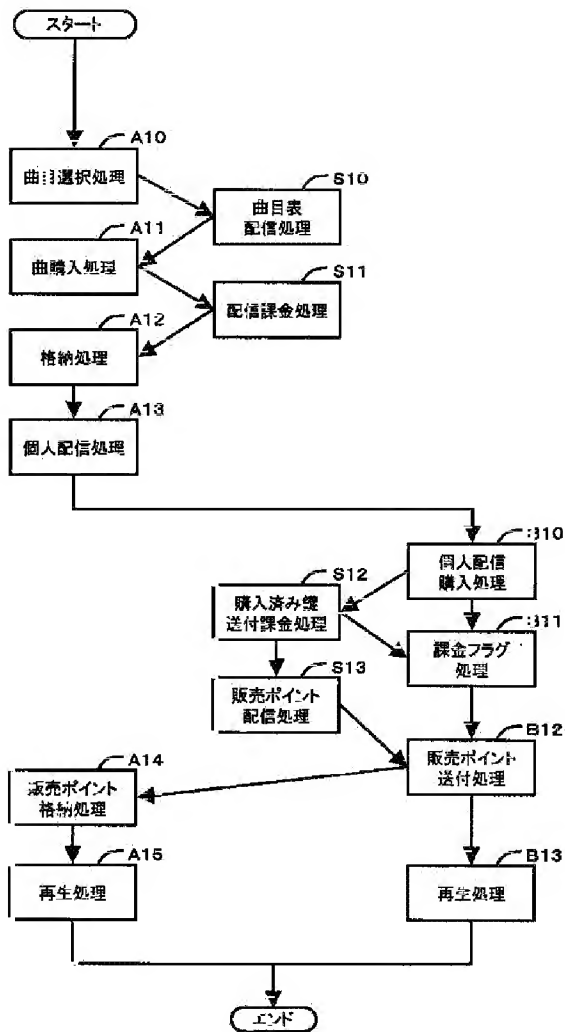 スタート
A10
曲目選択処理
S10
曲目表
配信処理
A11
曲購入処理
S11
配信課金処理
A12
格納処理
A13
個人配信処理
B10
個人配信
購入処理
S12
購入済み鍵
送付課金処理
B11
課金フラグ
処理
S13
販売ポイント
配信処理
B12
販売ポイント
送付処理
A14
販売ポイント
格納処理
A15
再生処理
B13
再生処理
エンド